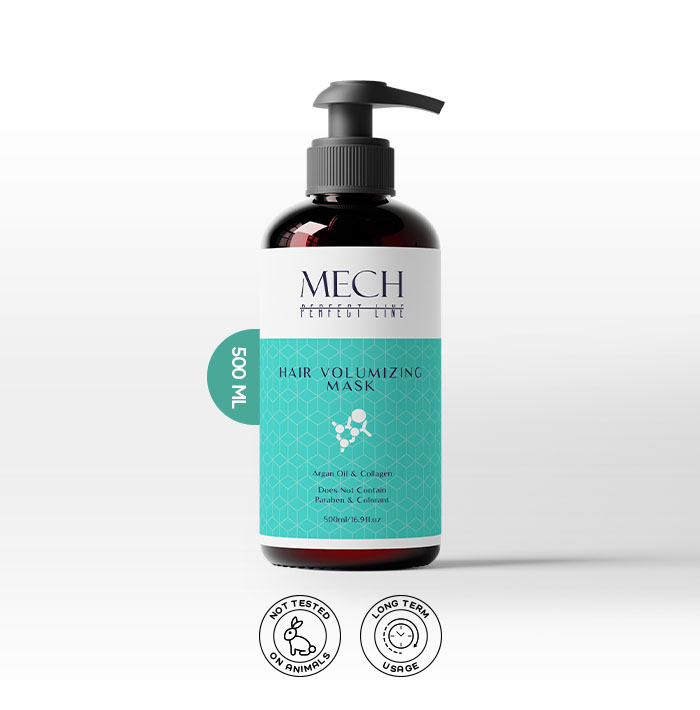 MECH
PERFECT LINE
500 ML
HAIR VOLUMIZING
MASK
Argan Oil & Collagen
Does Not Contain
Paraben & Colorant
500ml/16.9fl.oz
NOT TESTED
ON ANIMALS
LONG TERM
USAGE